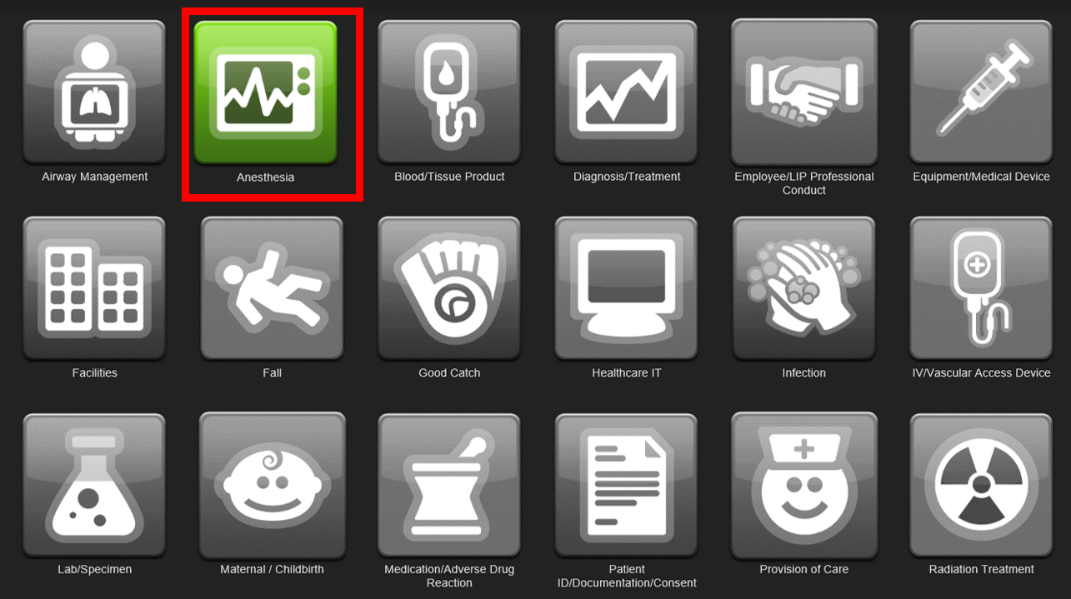 Airway Management
Anesthesia
Blood/Tissue Product
Diagnosis/Treatment
Employee/LIP Professional
Conduct
Equipment/Medical Device
Facilities
Fall
Good Catch
Healthcare IT
Infection
IV/Vascular Access Device
Lab/Specimen
Maternal / Childbirth
Medication/Adverse Drug
Reaction
Patient
ID/Documentation/Consent
Provision of Care
Radiation Treatment